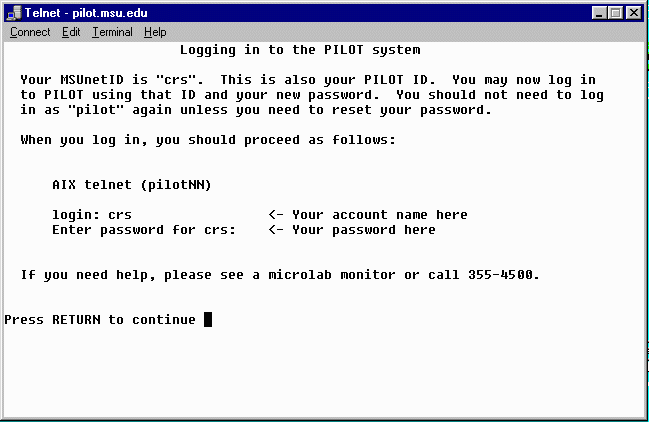 Telnet - pilot.msu.edu
Connect Edit Terminal Help
Logging in to the PILOT system
Your MSUnetID is "crs". This is also your PILOT ID. You may now log in
to PILOT using that ID and your new password. You should not need to log
in as "pilot" again unless you need to reset your password.
When you log in, you should proceed as follows:
AIX telnet (pilotNN)
login: crs <- Your account name here
Enter password for crs: <- Your password here
If you need help, please see a microlab monitor or call 355-4500.
Press RETURN to continue